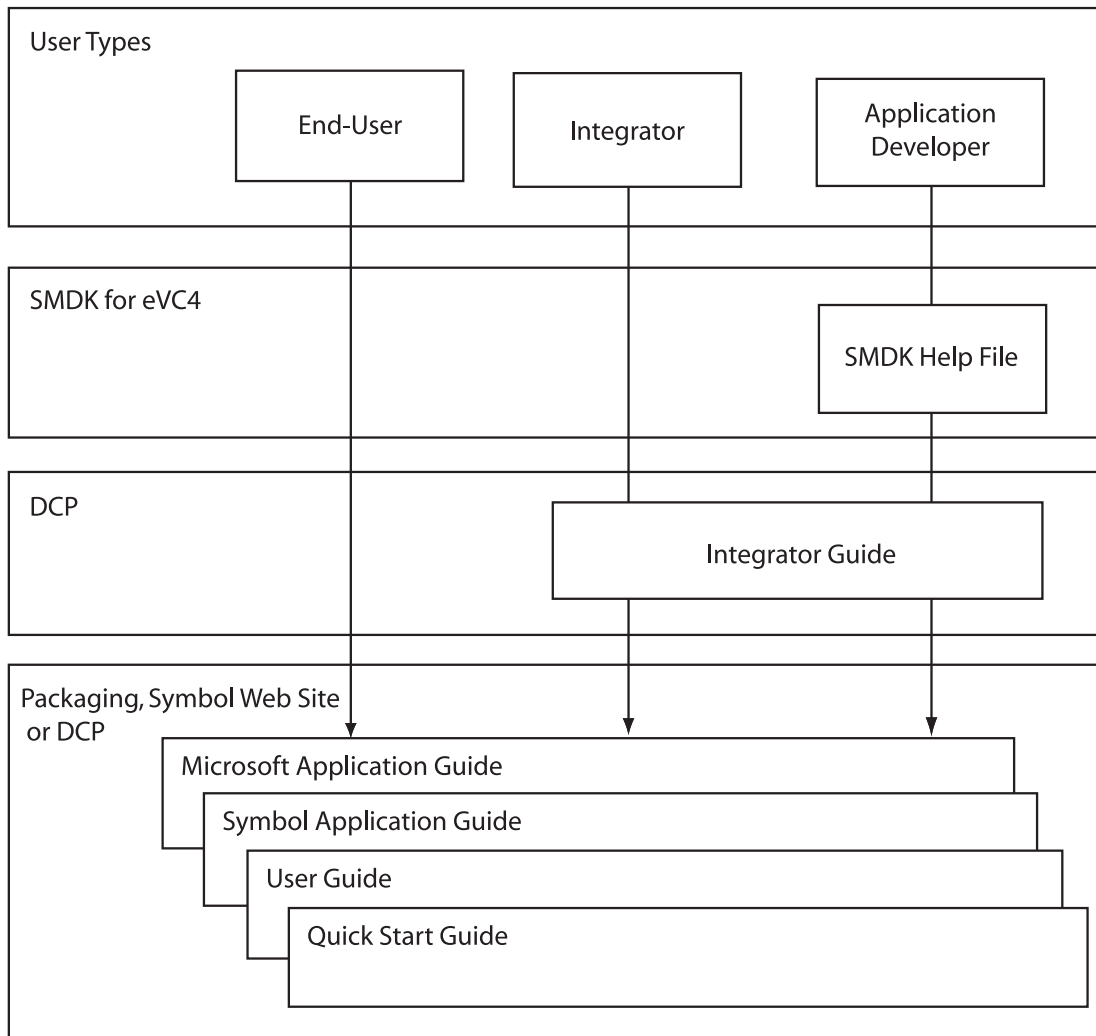 User Types
End-User
Integrator
Application
Developer
SMDK for eVC4
SMDK Help File
DCP
Integrator Guide
Packaging, Symbol Web Site
or DCP
Microsoft Application Guide
Symbol Application Guide
User Guide
Quick Start Guide